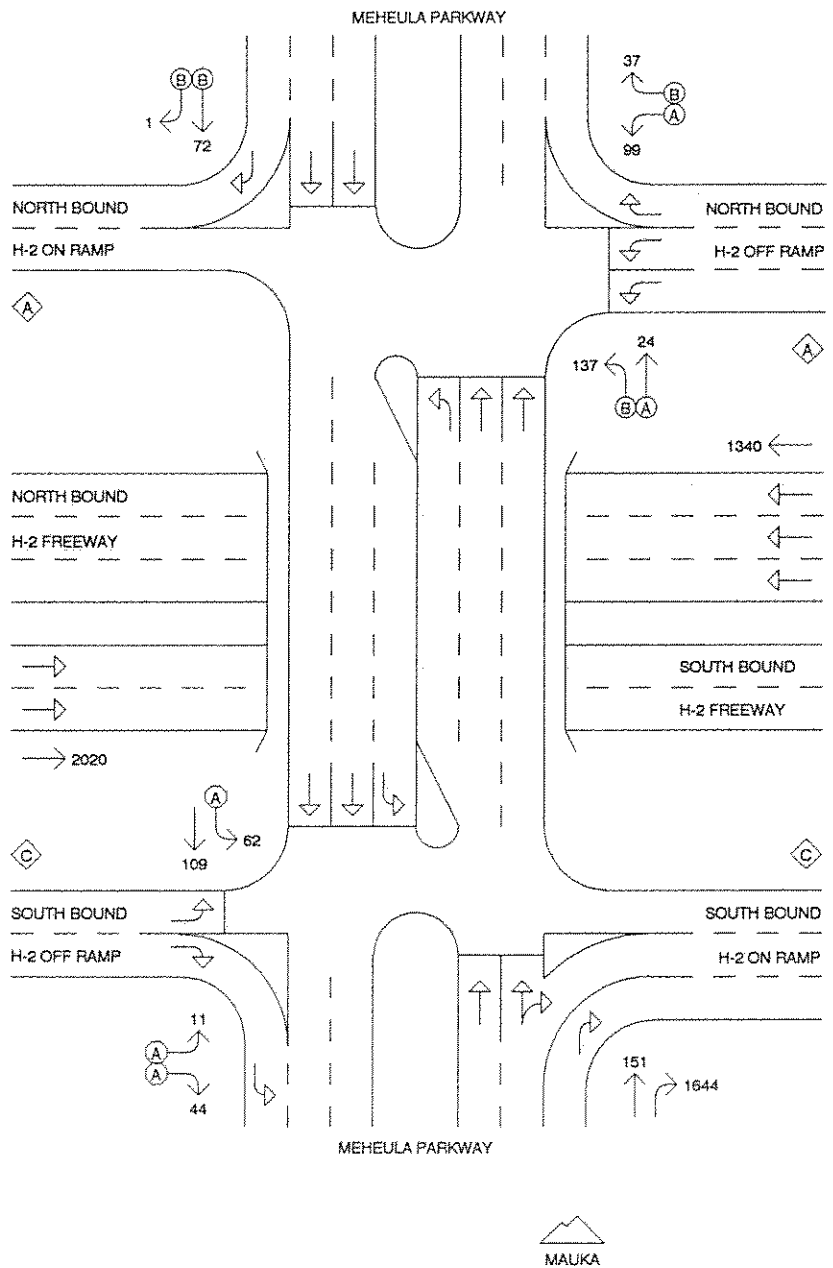 MEHEULA PARKWAY
B B
1
72
37
B
A
99
NORTH BOUND
H-2 ON RAMP
NORTH BOUND
H-2 OFF RAMP
A
A
24
137
B A
1340
NORTH BOUND
H-2 FREEWAY
SOUTH BOUND
H-2 FREEWAY
2020
A
62
109
C
C
SOUTH BOUND
H-2 OFF RAMP
SOUTH BOUND
H-2 ON RAMP
11
A
A
44
151
1644
MEHEULA PARKWAY
MAUKA